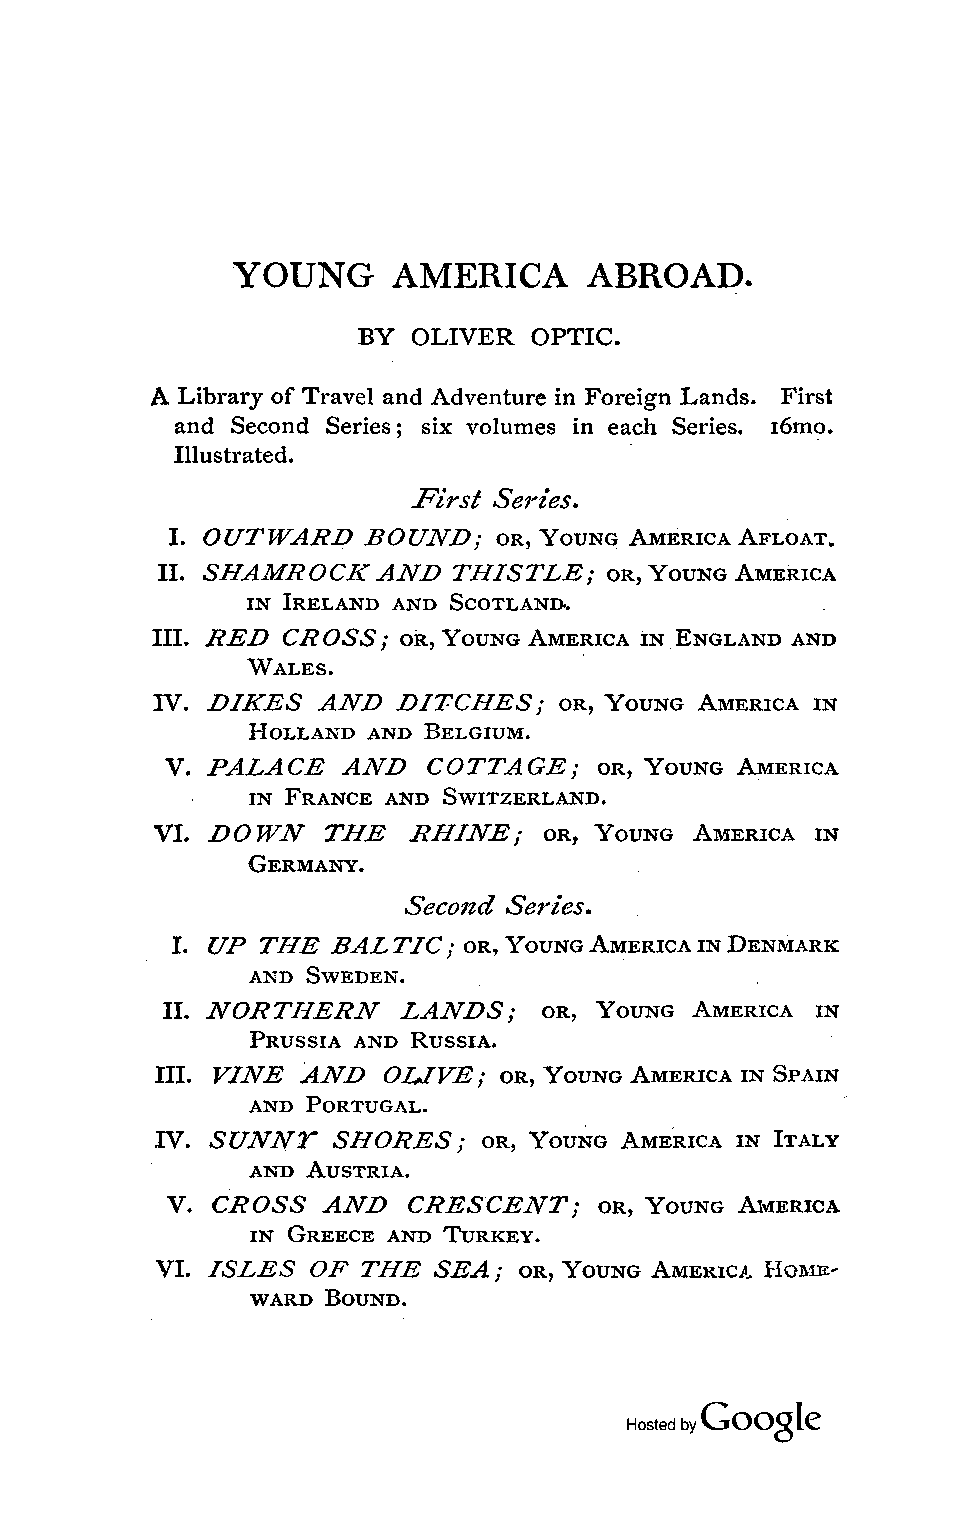 YOUNG AMERICA ABROAD.
BY OLIVER OPTIC.
A Library of Travel and Adventure in Foreign Lands. First
and Second Series; six volumes in each Series. 16mo.
Illustrated.
First Series.
I. OUTWARD BOUND; OR, YOUNG AMERICA AFLOAT.
II. SHAMROCK AND THISTLE; OR, YOUNG AMERICA
IN IRELAND AND SCOTLAND.
III. RED CROSS; OR, YOUNG AMERICA IN ENGLAND AND
WALES.
IV. DIKES AND DITCHES; OR, YOUNG AMERICA IN
HOLLAND AND BELGIUM.
V. PALACE AND COTTAGE; OR, YOUNG AMERICA
IN FRANCE AND SWITZERLAND.
VI. DOWN THE RHINE; OR, YOUNG AMERICA IN
GERMANY.
Second Series.
I. UP THE BALTIC; OR, YOUNG AMERICA IN DENMARK
AND SWEDEN.
II. NORTHERN LANDS; OR, YOUNG AMERICA IN
PRUSSIA AND RUSSIA.
III. VINE AND OLIVE; OR, YOUNG AMERICA IN SPAIN
AND PORTUGAL.
IV. SUNNY SHORES; OR, YOUNG AMERICA IN ITALY
AND AUSTRIA.
V. CROSS AND CRESCENT; OR, YOUNG AMERICA
IN GREECE AND TURKEY.
VI. ISLES OF THE SEA; OR, YOUNG AMERICA HOME-
WARD BOUND.
Hosted by Google